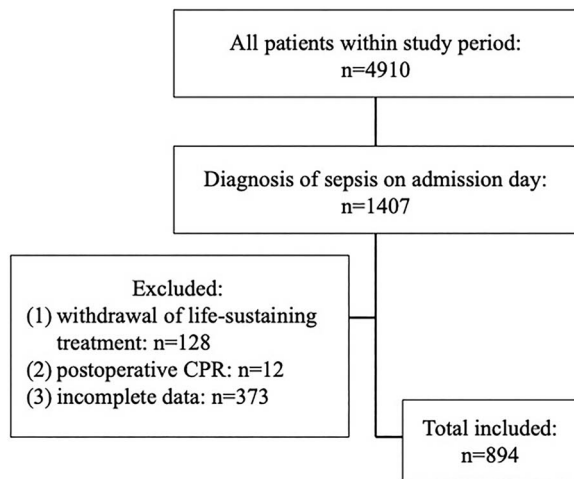 All patients within study period:
n=4910
Diagnosis of sepsis on admission day:
n=1407
Excluded:
(1) withdrawal of life-sustaining
treatment: n=128
(2) postoperative CPR: n=12
(3) incomplete data: n=373
Total included:
n=894